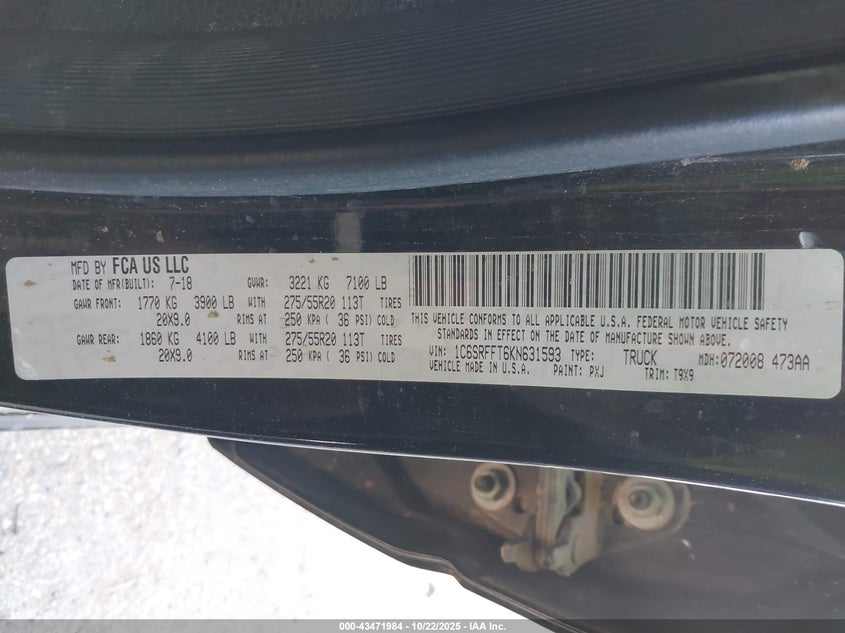 MFD BY FCA US LLC
DATE OF MFR(BUILT): 7-18 GVWR: 3221 KG 7100 LB
GAWR FRONT: 1770 KG 3900 LB WITH 275/55R20 113T TIRES
20X9.0 RIMS AT 250 KPA ( 36 PSI) COLD
GAWR REAR: 1860 KG 4100 LB WITH 275/55R20 113T TIRES
20X9.0 RIMS AT 250 KPA ( 36 PSI) COLD
THIS VEHICLE CONFORMS TO ALL APPLICABLE U.S.A. FEDERAL MOTOR VEHICLE SAFETY
STANDARDS IN EFFECT ON THE DATE OF MANUFACTURE SHOWN ABOVE.
VIN: 1C6SRFFT6KN631593 TYPE: TRUCK MDH: 072008 473AA
VEHICLE MADE IN U.S.A. PAINT: PXJ TRIM: T9X9
000-43471984 - 10/22/2025 - IAA Inc.